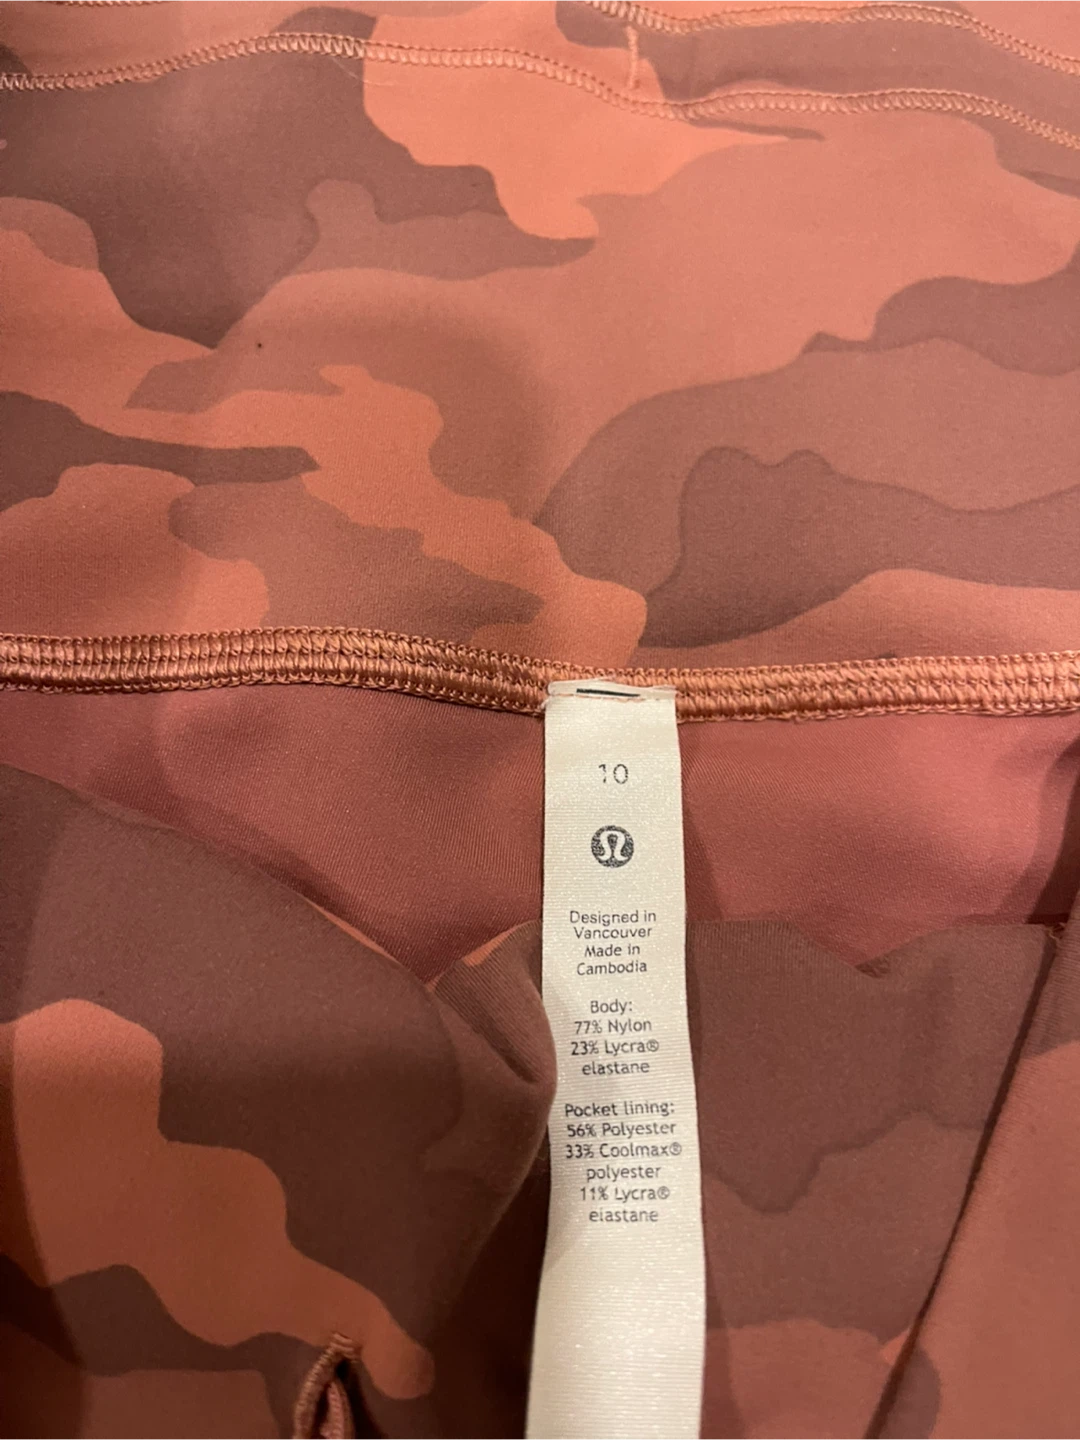 10
Designed in
Vancouver
Made in
Cambodia
Body:
77% Nylon
23% Lycra®
elastane
Pocket lining:
56% Polyester
33% Coolmax®
polyester
11% Lycra®
elastane